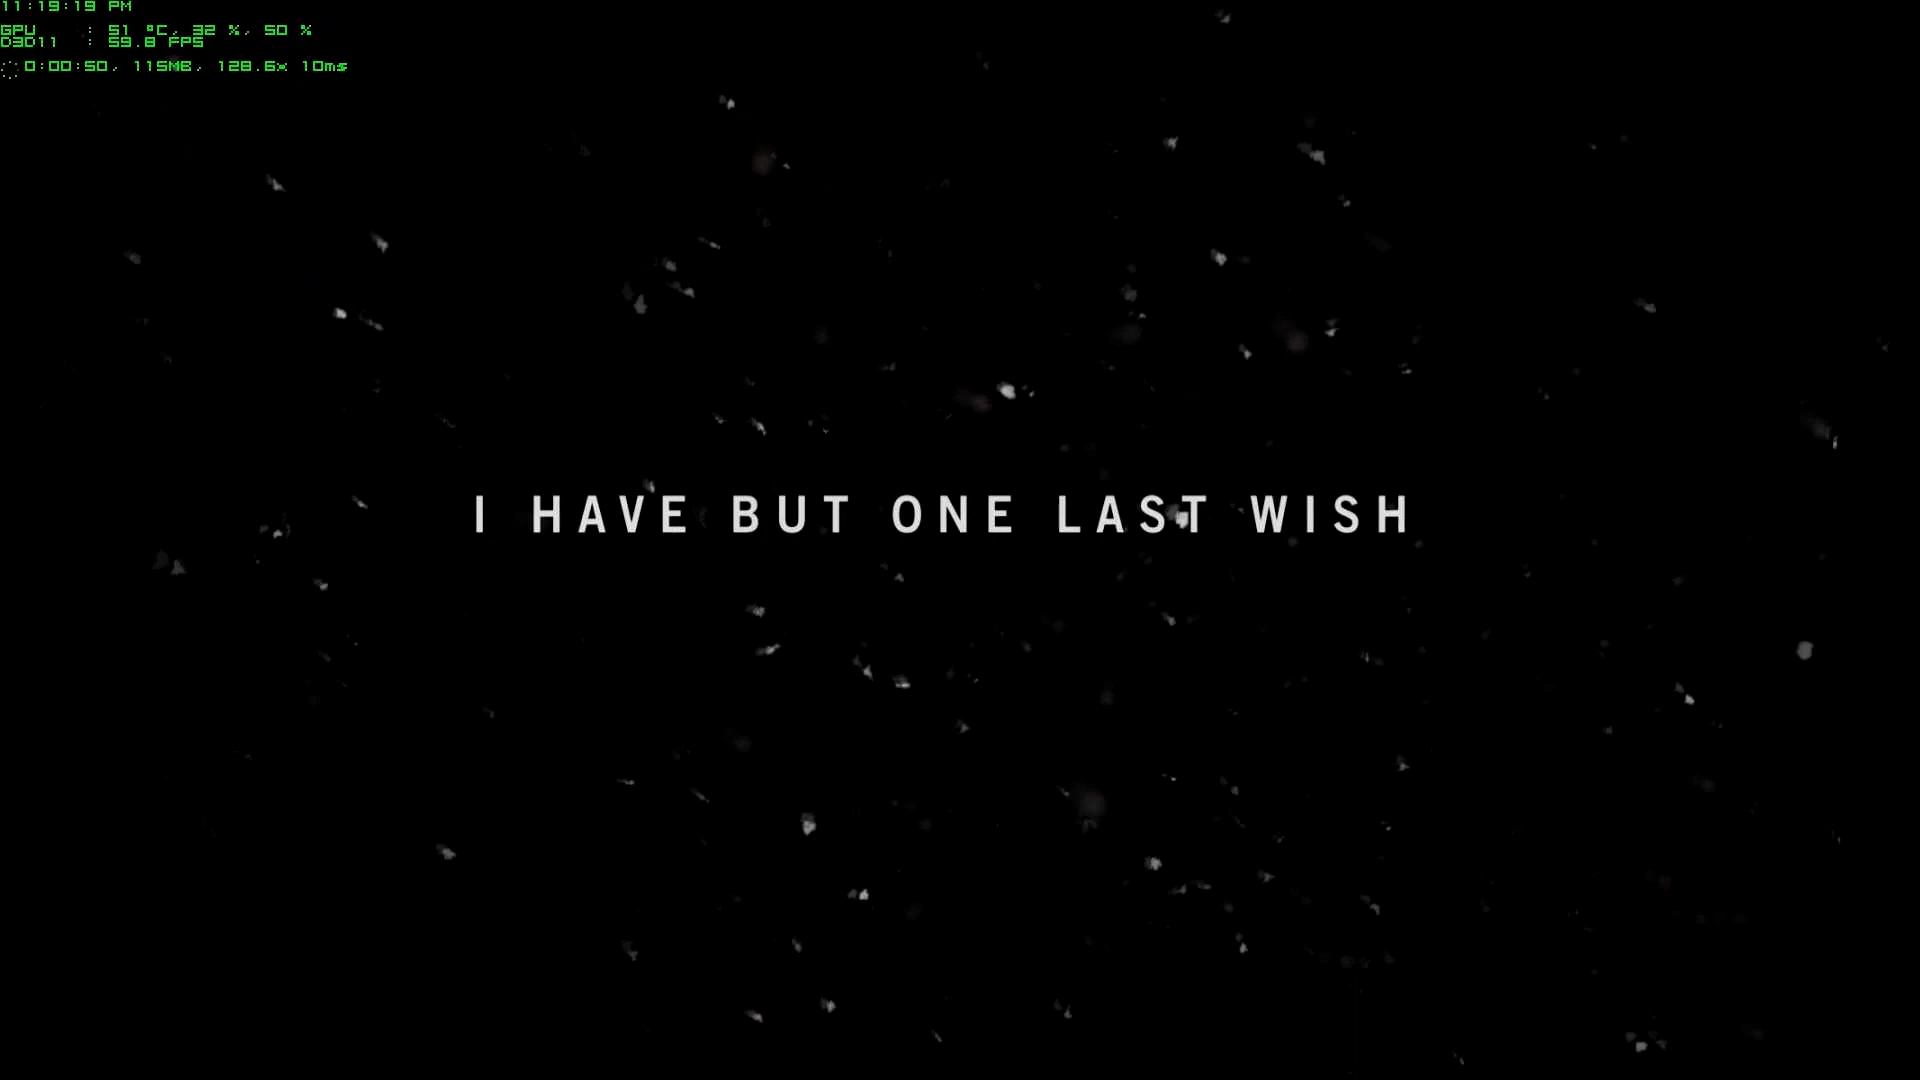 11:19:19 PM
GPU : 51 °C, 32 %, 50 %
D3D11 : 59.8 FPS
0:00:50, 115MB, 128.6x 10ms
I HAVE BUT ONE LAST WISH